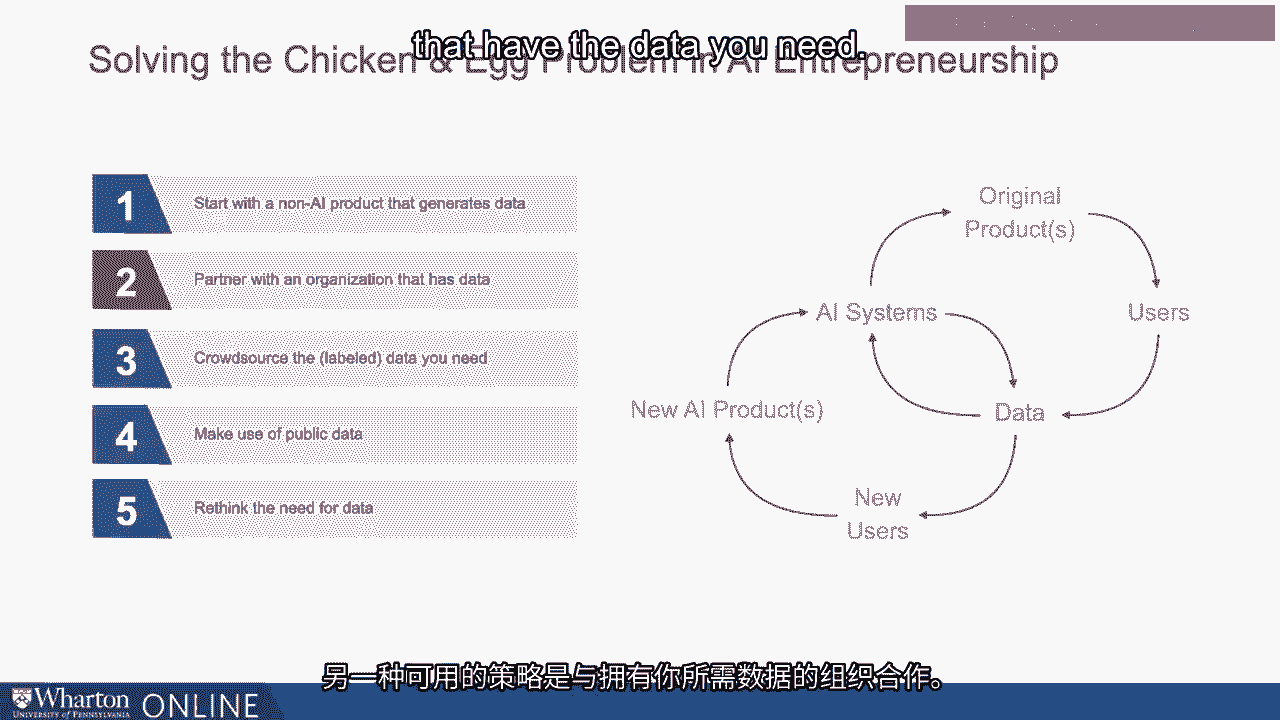 that have the data you need.
Solving the Chicken & Egg Problem in AI Entrepreneurship
1
Start with a non-AI product that generates data
2
Partner with an organization that has data
3
Crowdsource the (labeled) data you need
4
Make use of public data
5
Rethink the need for data
Original
Product(s)
AI Systems
Users
New AI Product(s)
Data
New
Users
另一种可用的策略是与拥有你所需数据的组织合作。
Wharton
UNIVERSITY of PENNSYLVANIA
ONLINE